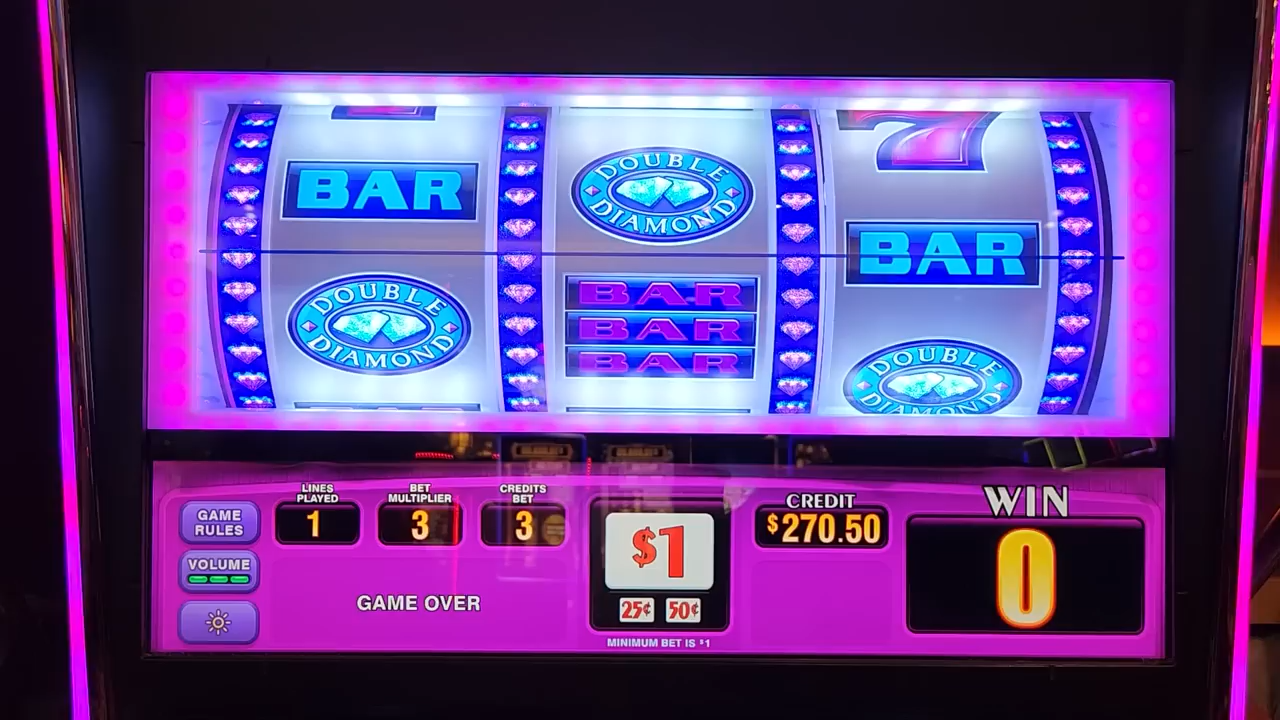 7
BAR
DOUBLE
DIAMOND
BAR
DOUBLE
DIAMOND
BAR
BAR
BAR
DOUBLE
DIAMOND
LINES
PLAYED
BET
MULTIPLIER
CREDITS
BET
CREDIT
WIN
GAME
RULES
1
3
3
$1
$270.50
0
VOLUME
GAME OVER
25¢
50¢
MINIMUM BET IS $1